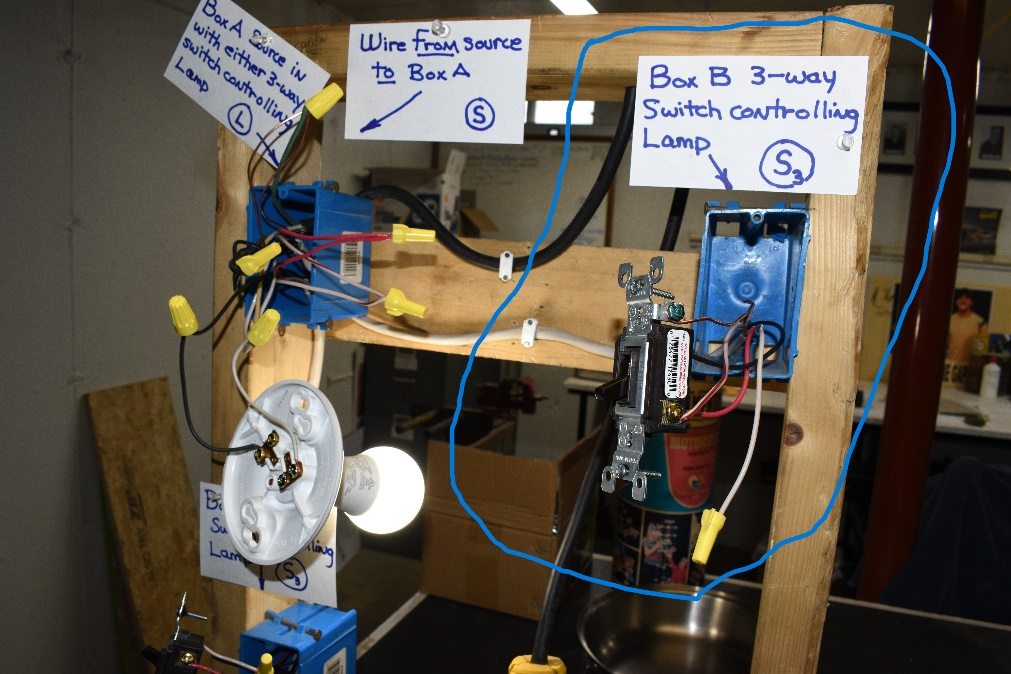 Box A Source in
with either 3-way
switch controlling
Lamp
L
Wire From source
to Box A
S
Box B 3-way
Switch controlling
Lamp
S3
Lam
S3